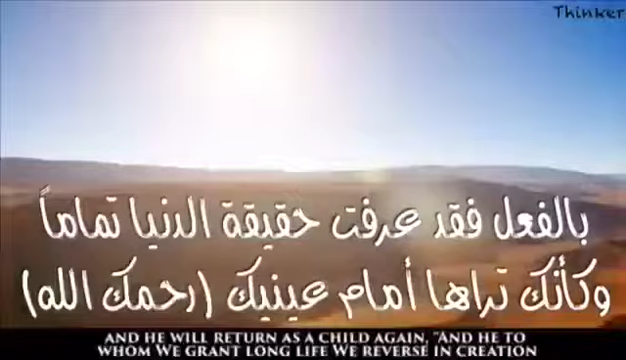 Thinker
بالفعل فقد عرفت حقيقة الدنيا تماماً
وكأنك تراها أمام عينيك (رحمك الله)
AND HE WILL RETURN AS A CHILD AGAIN, "AND HE TO
WHOM WE GRANT LONG LIFE WE REVERSE IN CREATION